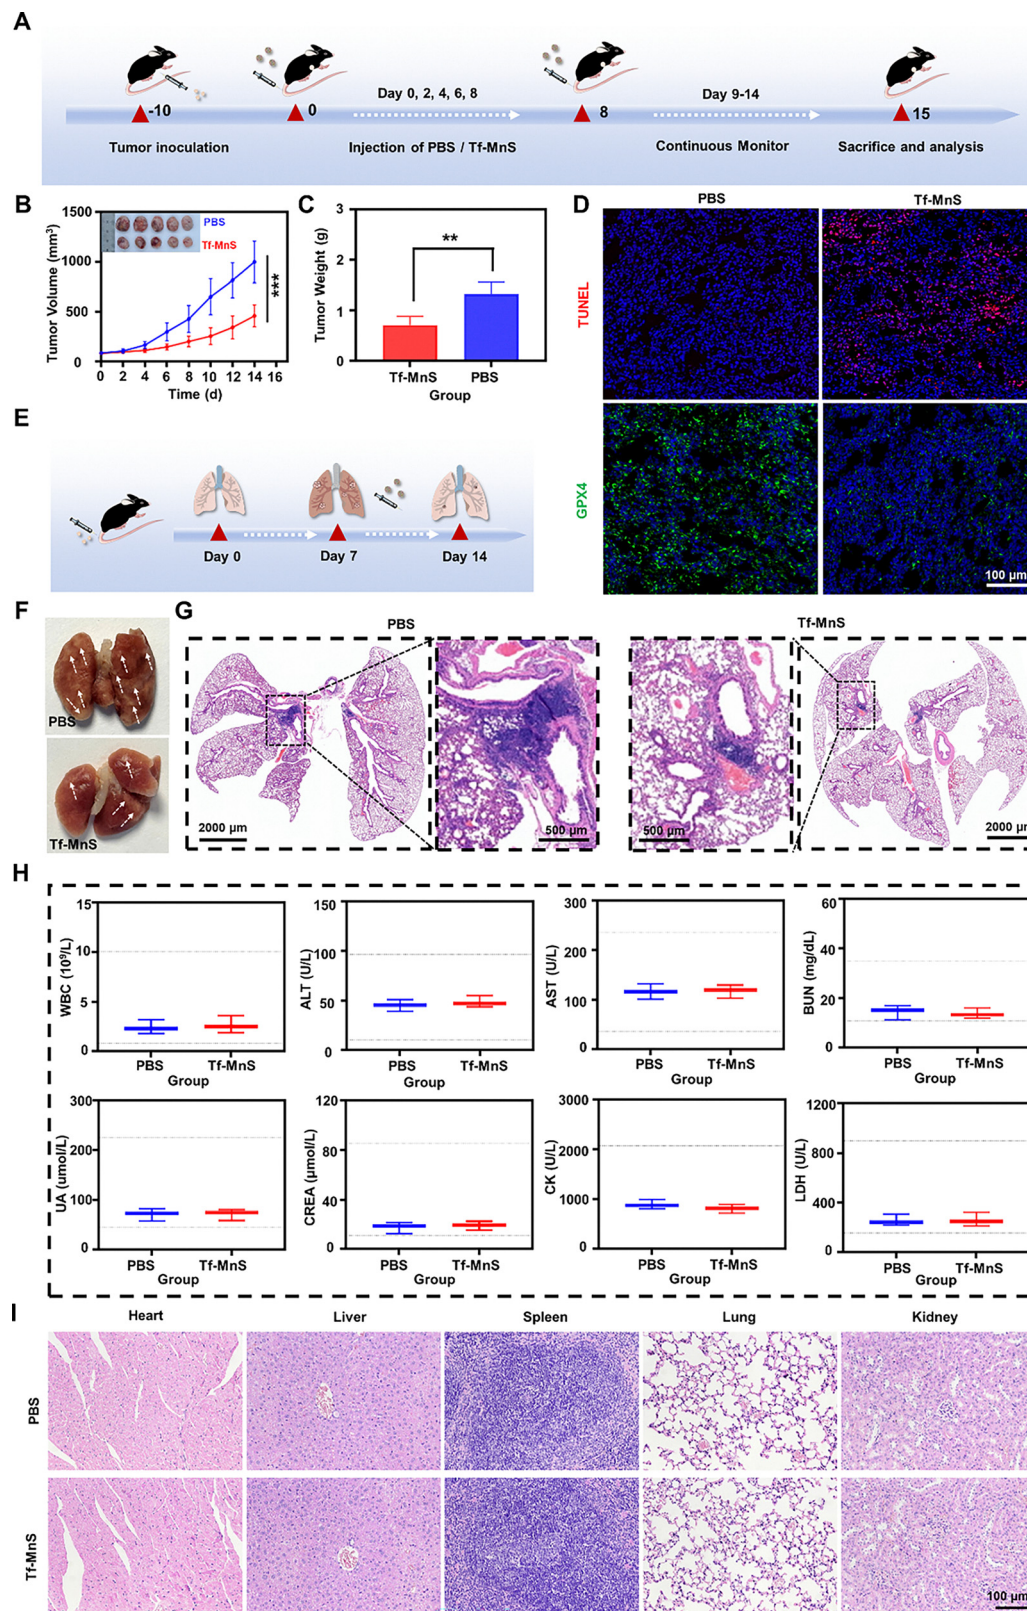 A
-10
0
Day 0, 2, 4, 6, 8
8
Day 9-14
15
Tumor inoculation
Injection of PBS / Tf-MnS
Continuous Monitor
Sacrifice and analysis
B
Tumor Volume (mm³)
1500
1000
500
0
PBS
Tf-MnS
***
0 2 4 6 8 10 12 14 16
Time (d)
C
Tumor Weight (g)
3
2
1
0
**
Tf-MnS
PBS
Group
D
PBS
Tf-MnS
TUNEL
GPX4
100 μm
E
Day 0
Day 7
Day 14
F
PBS
Tf-MnS
G
PBS
Tf-MnS
2000 μm
500 μm
500 μm
2000 μm
H
WBC (10⁹/L)
15
10
5
0
PBS
Tf-MnS
Group
ALT (U/L)
150
100
50
0
PBS
Tf-MnS
Group
AST (U/L)
300
200
100
0
PBS
Tf-MnS
Group
BUN (mg/dL)
60
40
20
0
PBS
Tf-MnS
Group
UA (umol/L)
300
200
100
0
PBS
Tf-MnS
Group
CREA (μmol/L)
120
80
40
0
PBS
Tf-MnS
Group
CK (U/L)
3000
2000
1000
0
PBS
Tf-MnS
Group
LDH (U/L)
1200
800
400
0
PBS
Tf-MnS
Group
I
Heart
Liver
Spleen
Lung
Kidney
PBS
Tf-MnS
100 μm